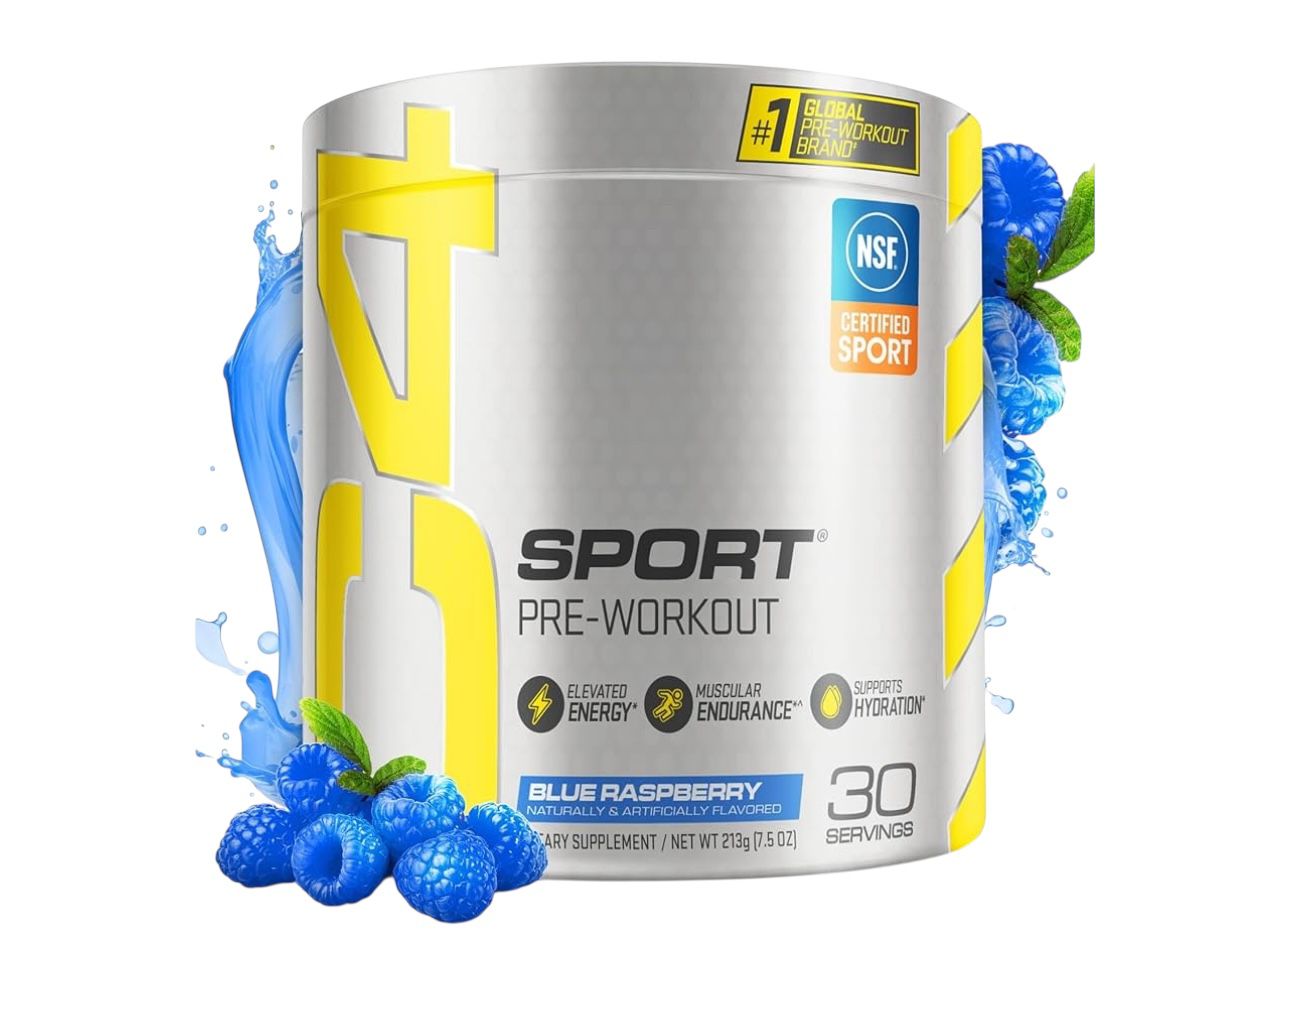 #1
GLOBAL
PRE-WORKOUT
BRAND‡
NSF®
CERTIFIED
SPORT
C4
SPORT®
PRE-WORKOUT
ELEVATED
ENERGY*
MUSCULAR
ENDURANCE*^
SUPPORTS
HYDRATION*
BLUE RASPBERRY
NATURALLY & ARTIFICIALLY FLAVORED
30
SERVINGS
SUPPLEMENT / NET WT 213g (7.5 OZ)